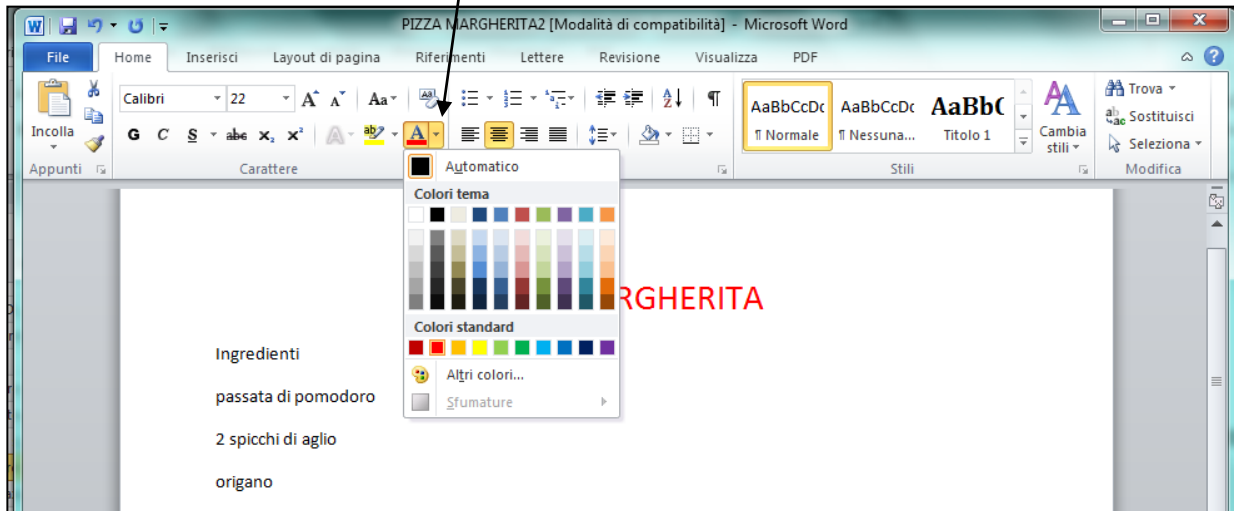 PIZZA MARGHERITA2 [Modalità di compatibilità] - Microsoft Word
File Home Inserisci Layout di pagina Riferimenti Lettere Revisione Visualizza PDF
Calibri 22 Aa
AaBbCcDc AaBbCcDc AaBb(
Trova
Sostituisci
Seleziona
Incolla
G C S abc x₂ x² A ab A
¶ Normale ¶ Nessuna... Titolo 1
Cambia stili
Appunti Carattere Stili Modifica
Automatico
Colori tema
Colori standard
Altri colori...
Sfumature
RGHERITA
Ingredienti
passata di pomodoro
2 spicchi di aglio
origano